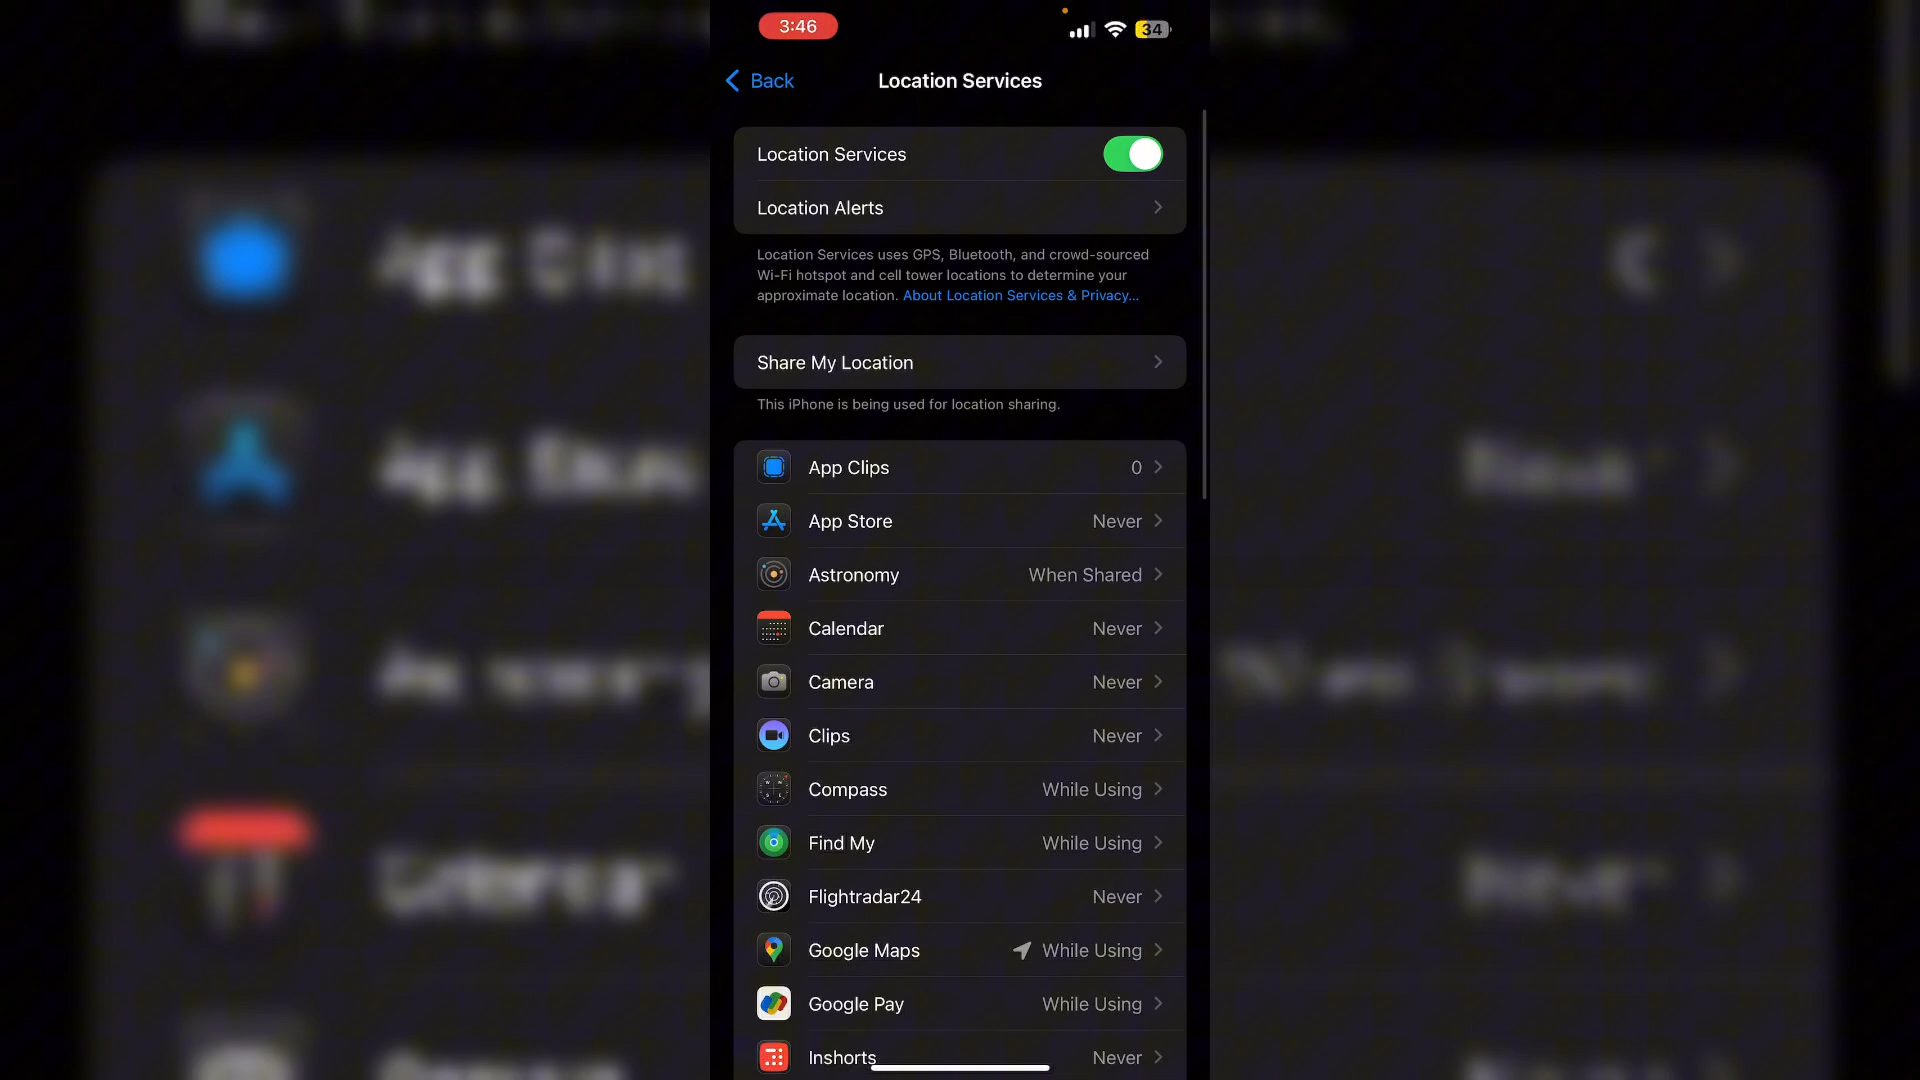 3:46
34
Back
Location Services
Location Services
Location Alerts
Location Services uses GPS, Bluetooth, and crowd-sourced
Wi-Fi hotspot and cell tower locations to determine your
approximate location. About Location Services & Privacy...
Share My Location
This iPhone is being used for location sharing.
App Clips 0
App Store Never
Astronomy When Shared
Calendar Never
Camera Never
Clips Never
Compass While Using
Find My While Using
Flightradar24 Never
Google Maps While Using
Google Pay While Using
Inshorts Never